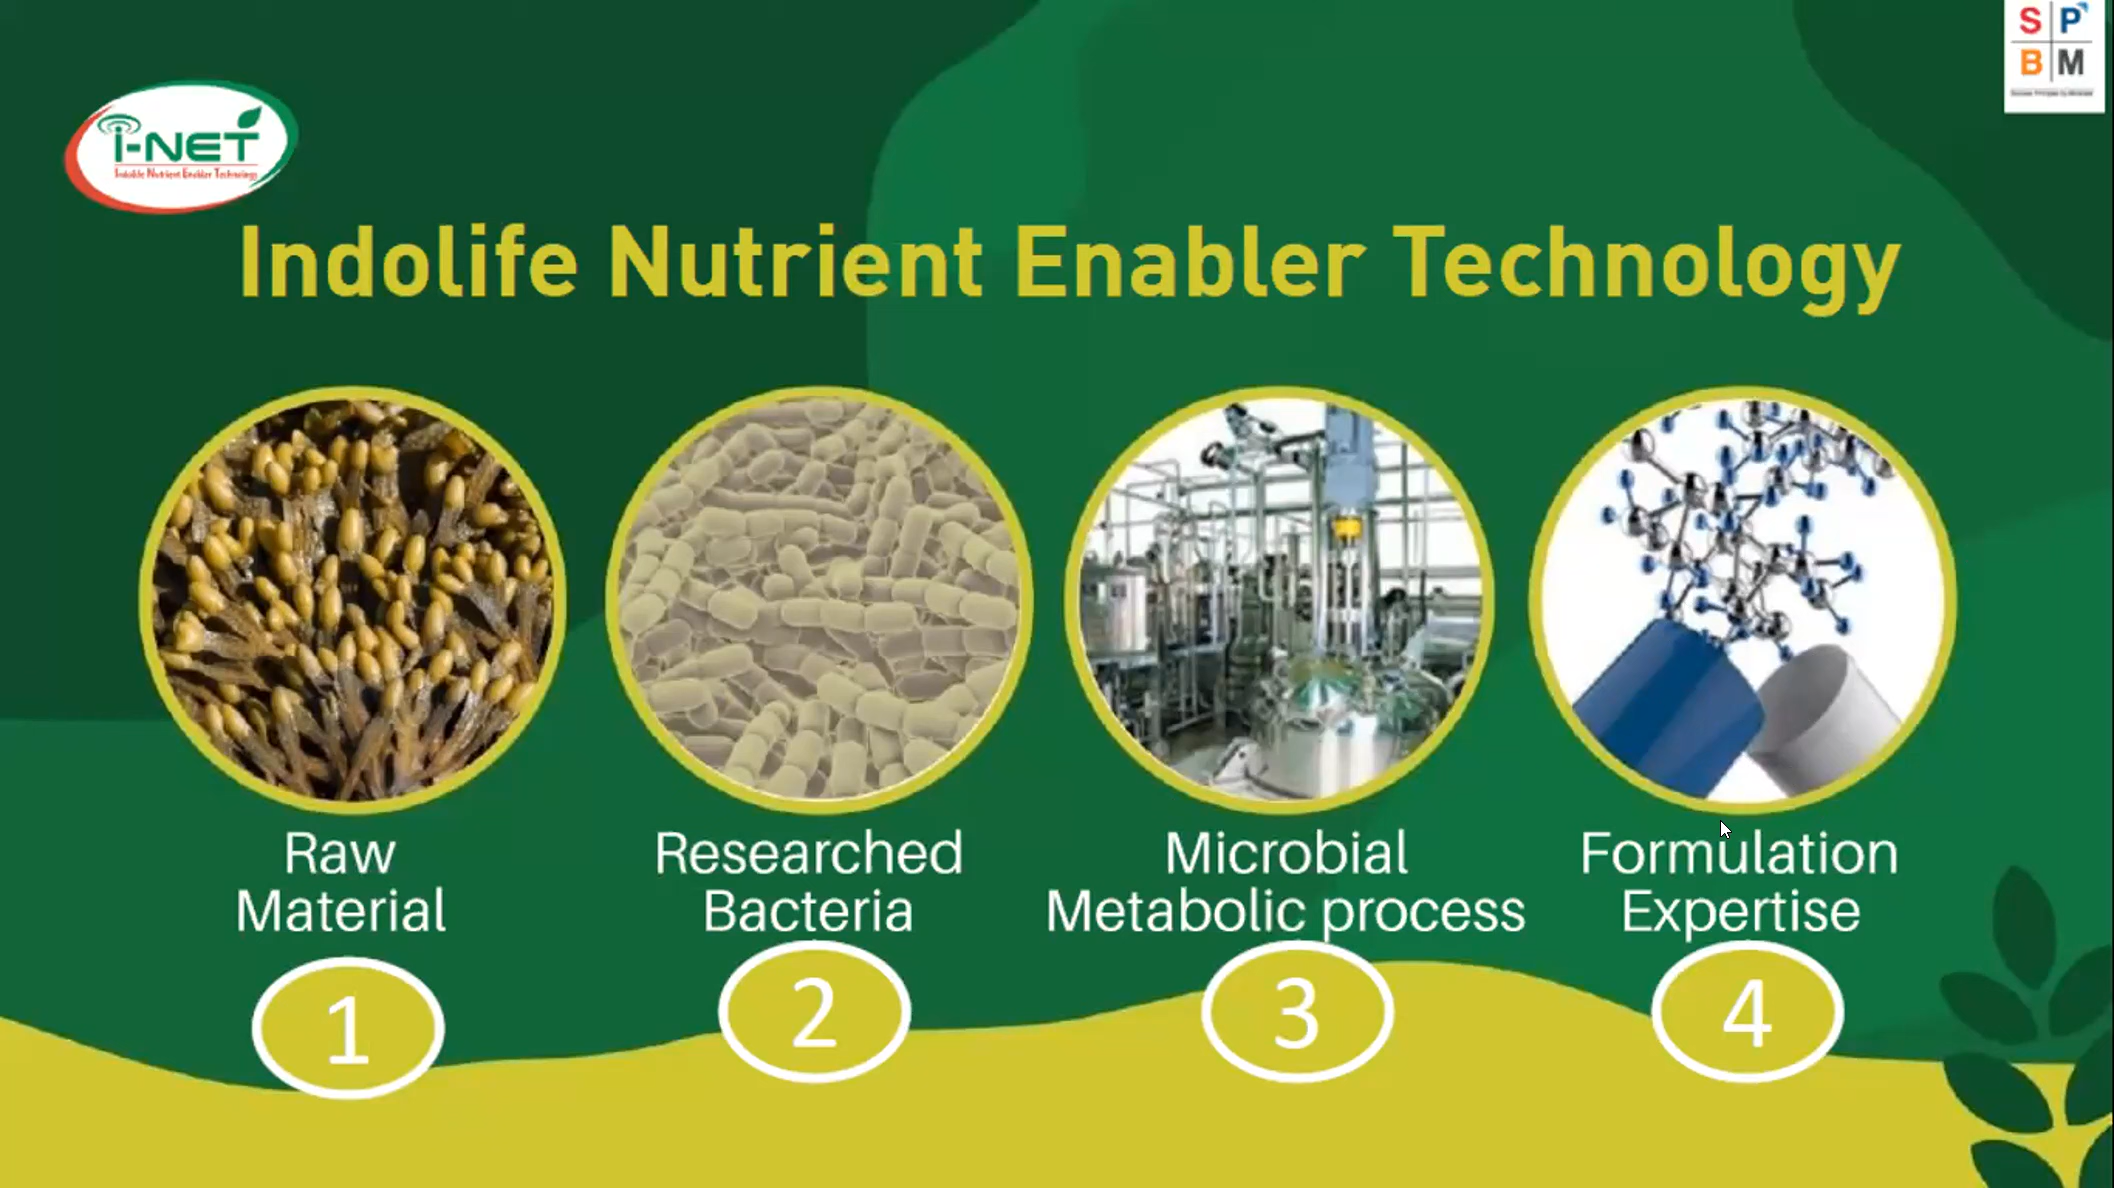 S P
B M
i-NET
Indolife Nutrient Enabler Technology
Indolife Nutrient Enabler Technology
Raw
Material
1
Researched
Bacteria
2
Microbial
Metabolic process
3
Formulation
Expertise
4